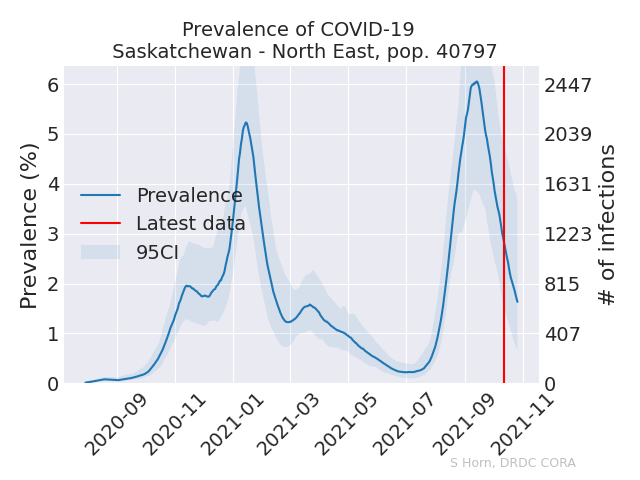 Prevalence of COVID-19
Saskatchewan - North East, pop. 40797
Prevalence (%)
6
5
4
3
2
1
0
2447
2039
1631
1223
815
407
0
# of infections
Prevalence
Latest data
95CI
2020-09
2020-11
2021-01
2021-03
2021-05
2021-07
2021-09
2021-11
S Horn, DRDC CORA